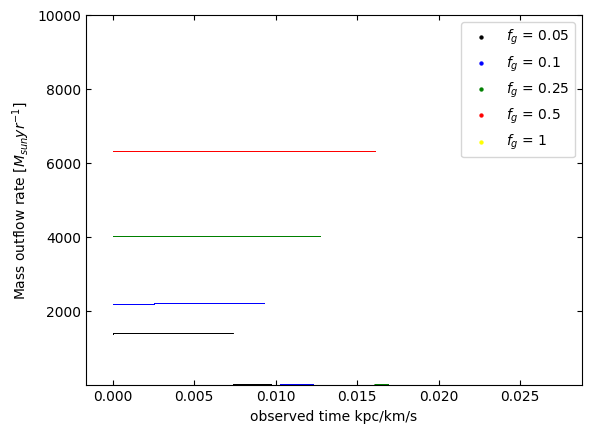 10000
8000
6000
4000
2000
Mass outflow rate [M_sun yr^-1]
f_g = 0.05
f_g = 0.1
f_g = 0.25
f_g = 0.5
f_g = 1
0.000 0.005 0.010 0.015 0.020 0.025
observed time kpc/km/s